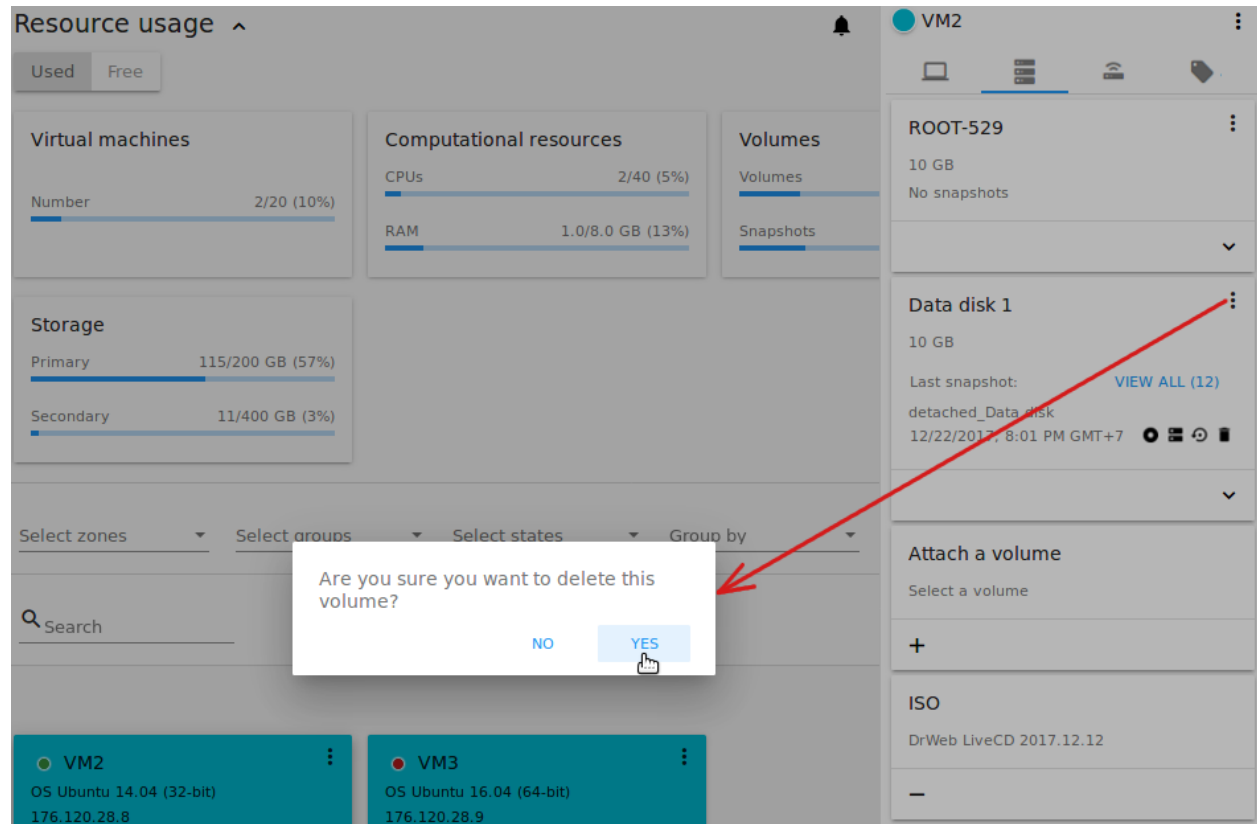 Resource usage
Used Free
Virtual machines
Number 2/20 (10%)
Computational resources
CPUs 2/40 (5%)
RAM 1.0/8.0 GB (13%)
Volumes
Volumes
Snapshots
Storage
Primary 115/200 GB (57%)
Secondary 11/400 GB (3%)
Select zones Select groups Select states Group by
Search
Are you sure you want to delete this
volume?
NO YES
VM2
OS Ubuntu 14.04 (32-bit)
176.120.28.8
VM3
OS Ubuntu 16.04 (64-bit)
176.120.28.9
VM2
ROOT-529
10 GB
No snapshots
Data disk 1
10 GB
Last snapshot: VIEW ALL (12)
detached_Data disk
12/22/2017, 8:01 PM GMT+7
Attach a volume
Select a volume
ISO
DrWeb LiveCD 2017.12.12